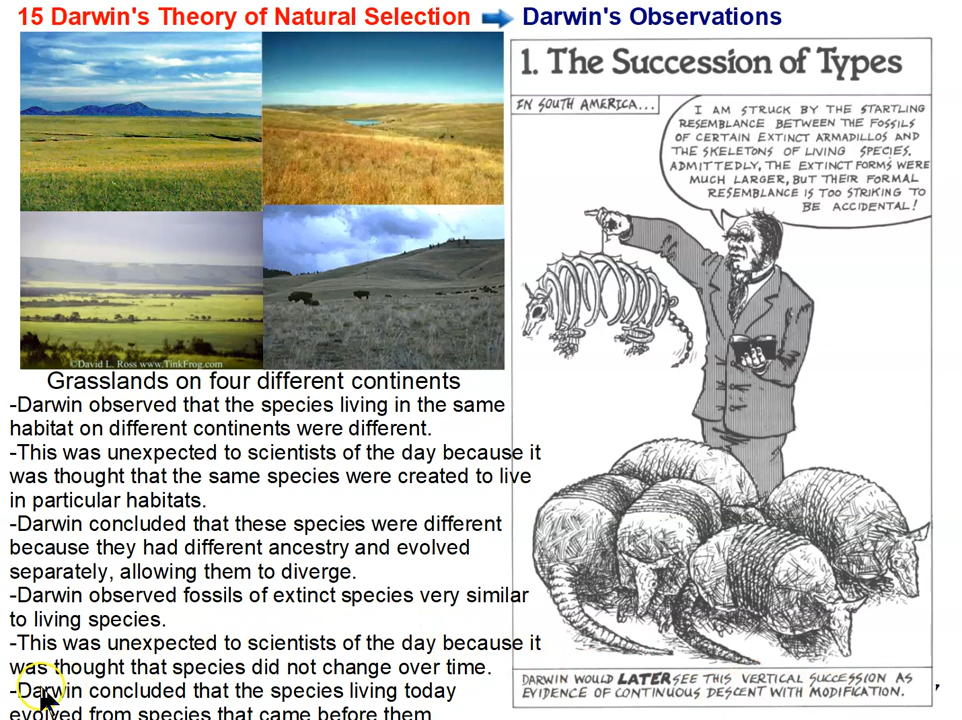 15 Darwin's Theory of Natural Selection Darwin's Observations
©David L. Ross www.TinkFrog.com
Grasslands on four different continents
-Darwin observed that the species living in the same
habitat on different continents were different.
-This was unexpected to scientists of the day because it
was thought that the same species were created to live
in particular habitats.
-Darwin concluded that these species were different
because they had different ancestry and evolved
separately, allowing them to diverge.
-Darwin observed fossils of extinct species very similar
to living species.
-This was unexpected to scientists of the day because it
was thought that species did not change over time.
-Darwin concluded that the species living today
evolved from species that came before them
1. The Succession of Types
IN SOUTH AMERICA...
I AM STRUCK BY THE STARTLING
RESEMBLANCE BETWEEN THE FOSSILS
OF CERTAIN EXTINCT ARMADILLOS AND
THE SKELETONS OF LIVING SPECIES.
ADMITTEDLY, THE EXTINCT FORMS WERE
MUCH LARGER, BUT THEIR FORMAL
RESEMBLANCE IS TOO STRIKING TO
BE ACCIDENTAL!
DARWIN WOULD LATER SEE THIS VERTICAL SUCCESSION AS
EVIDENCE OF CONTINUOUS DESCENT WITH MODIFICATION.